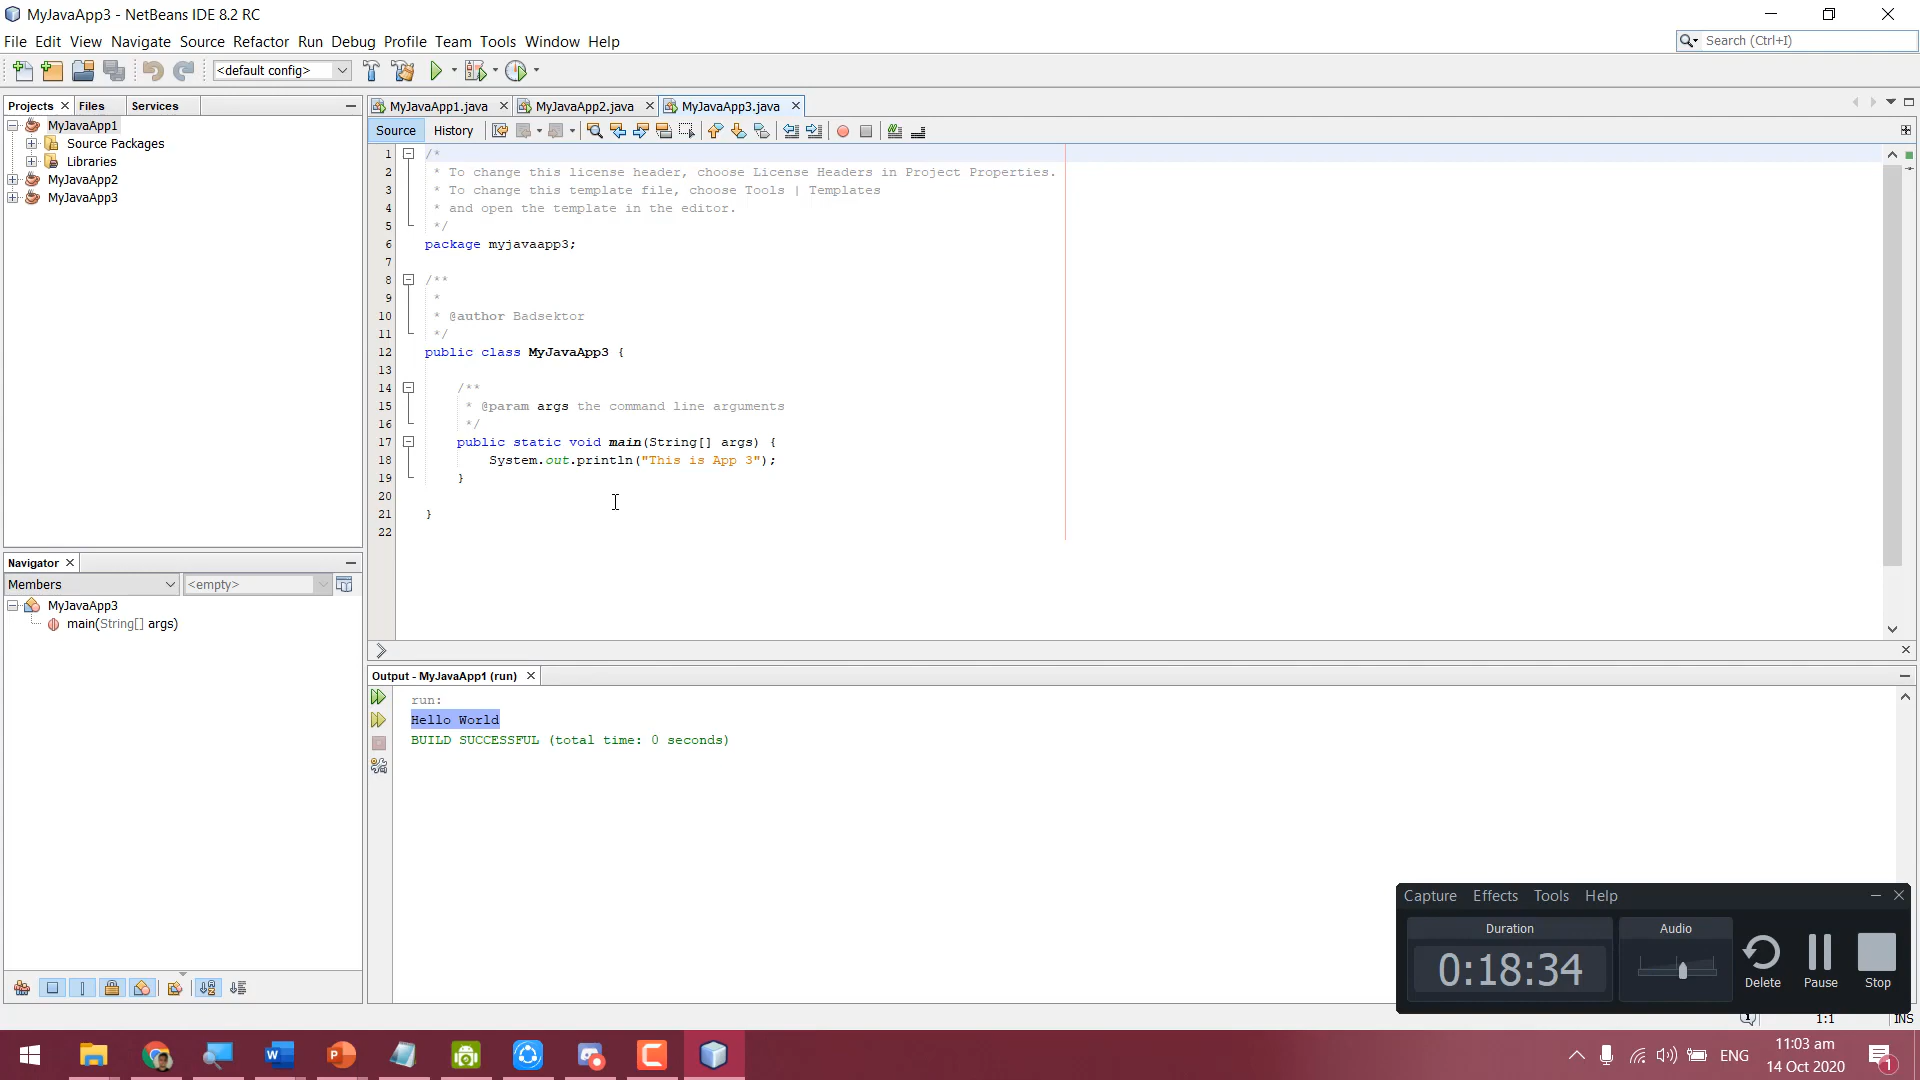 MyJavaApp3 - NetBeans IDE 8.2 RC
File Edit View Navigate Source Refactor Run Debug Profile Team Tools Window Help
Search (Ctrl+I)
<default config>
Projects Files Services
MyJavaApp1
Source Packages
Libraries
MyJavaApp2
MyJavaApp3
MyJavaApp1.java MyJavaApp2.java MyJavaApp3.java
Source History
1 /*
2 * To change this license header, choose License Headers in Project Properties.
3 * To change this template file, choose Tools | Templates
4 * and open the template in the editor.
5 */
6 package myjavaapp3;
7
8 /**
9 *
10 * @author Badsektor
11 */
12 public class MyJavaApp3 {
13
14 /**
15 * @param args the command line arguments
16 */
17 public static void main(String[] args) {
18 System.out.println("This is App 3");
19 }
20
21 }
22
Navigator
Members <empty>
MyJavaApp3
main(String[] args)
Output - MyJavaApp1 (run)
run:
Hello World
BUILD SUCCESSFUL (total time: 0 seconds)
Capture Effects Tools Help
Duration Audio
0:18:34
Delete Pause Stop
1:1 INS
ENG
11:03 am
14 Oct 2020
1